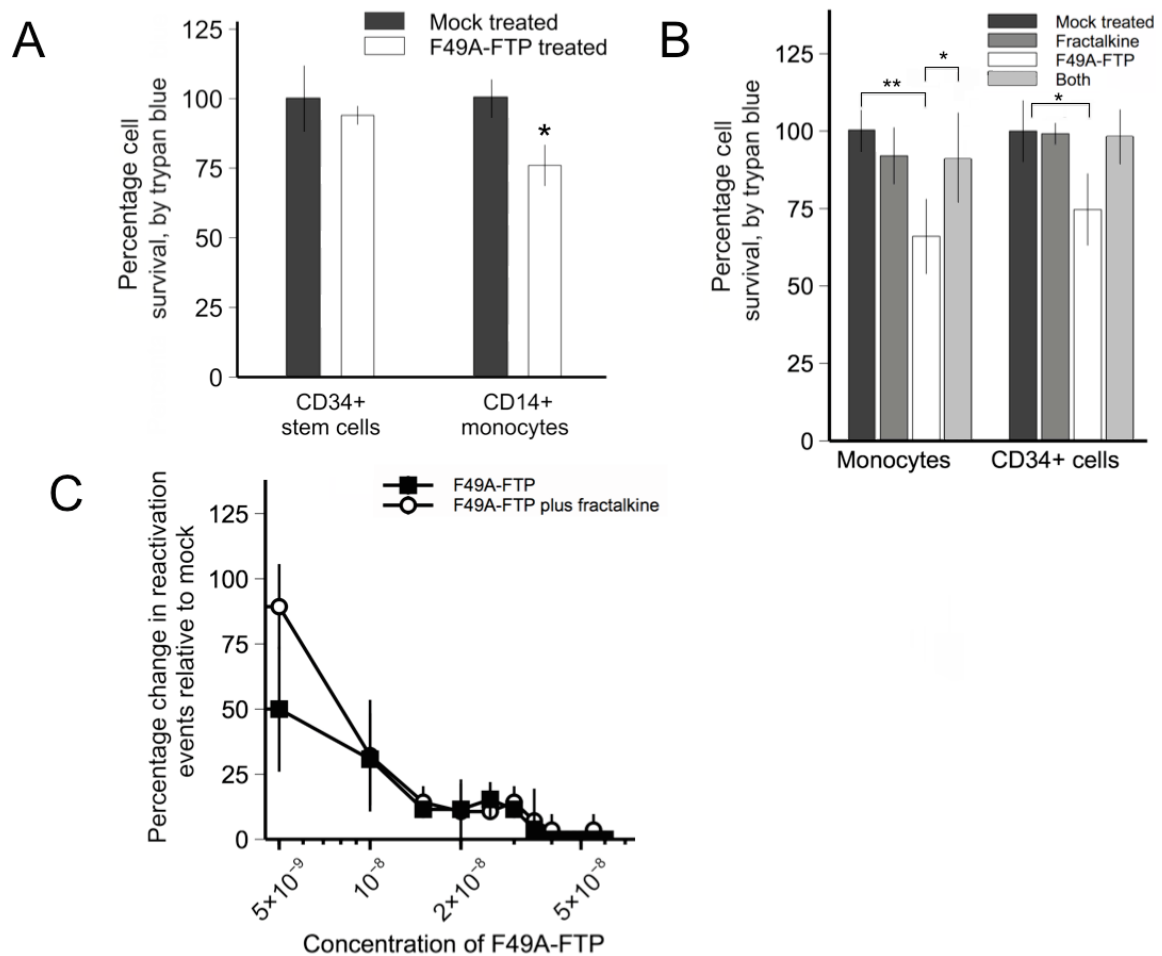 A
Percentage cell
survival, by trypan blue
125
100
75
50
25
0
Mock treated
F49A-FTP treated
*
CD34+
stem cells
CD14+
monocytes
B
Percentage cell
survival, by trypan blue
125
100
75
50
25
0
Mock treated
Fractalkine
F49A-FTP
Both
**
*
*
Monocytes
CD34+ cells
C
Percentage change in reactivation
events relative to mock
125
100
75
50
25
0
F49A-FTP
F49A-FTP plus fractalkine
5×10⁻⁹
10⁻⁸
2×10⁻⁸
5×10⁻⁸
Concentration of F49A-FTP